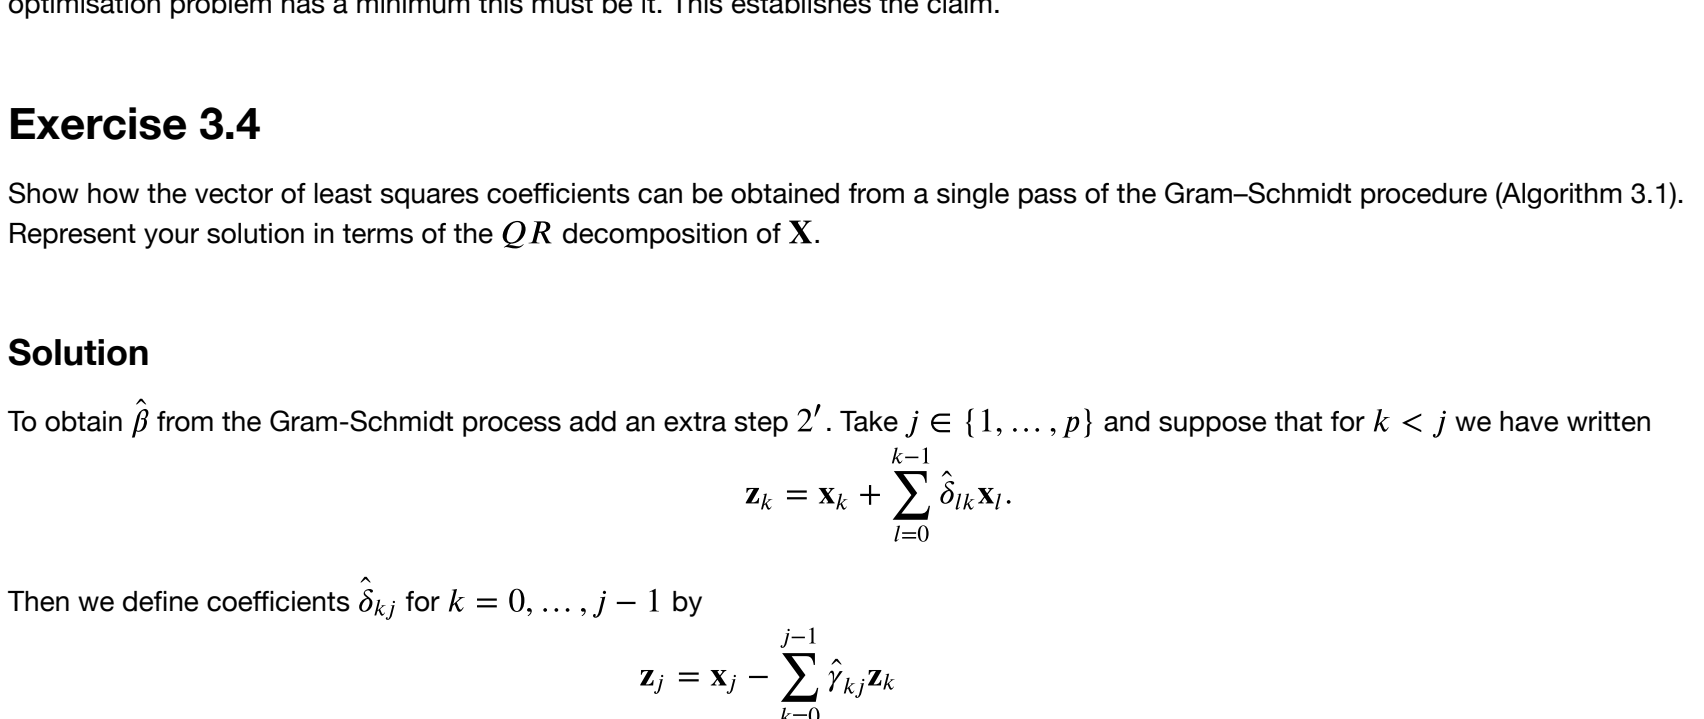 optimisation problem has a minimum this must be it. This establishes the claim.
Exercise 3.4
Show how the vector of least squares coefficients can be obtained from a single pass of the Gram–Schmidt procedure (Algorithm 3.1).
Represent your solution in terms of the QR decomposition of X.
Solution
To obtain β̂ from the Gram-Schmidt process add an extra step 2′. Take j ∈ {1, … , p} and suppose that for k < j we have written
z_k = x_k + ∑_{l=0}^{k−1} δ̂_{lk} x_l.
Then we define coefficients δ̂_{kj} for k = 0, … , j − 1 by
z_j = x_j − ∑_{k=0}^{j−1} γ̂_{kj} z_k